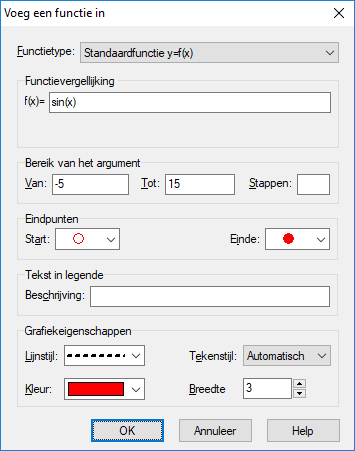 Voeg een functie in
Functietype: Standaardfunctie y=f(x)
Functievergelijking
f(x)= sin(x)
Bereik van het argument
Van: -5 Tot: 15 Stappen:
Eindpunten
Start: Einde:
Tekst in legende
Beschrijving:
Grafiekeigenschappen
Lijnstijl: Tekenstijl: Automatisch
Kleur: Breedte 3
OK Annuleer Help